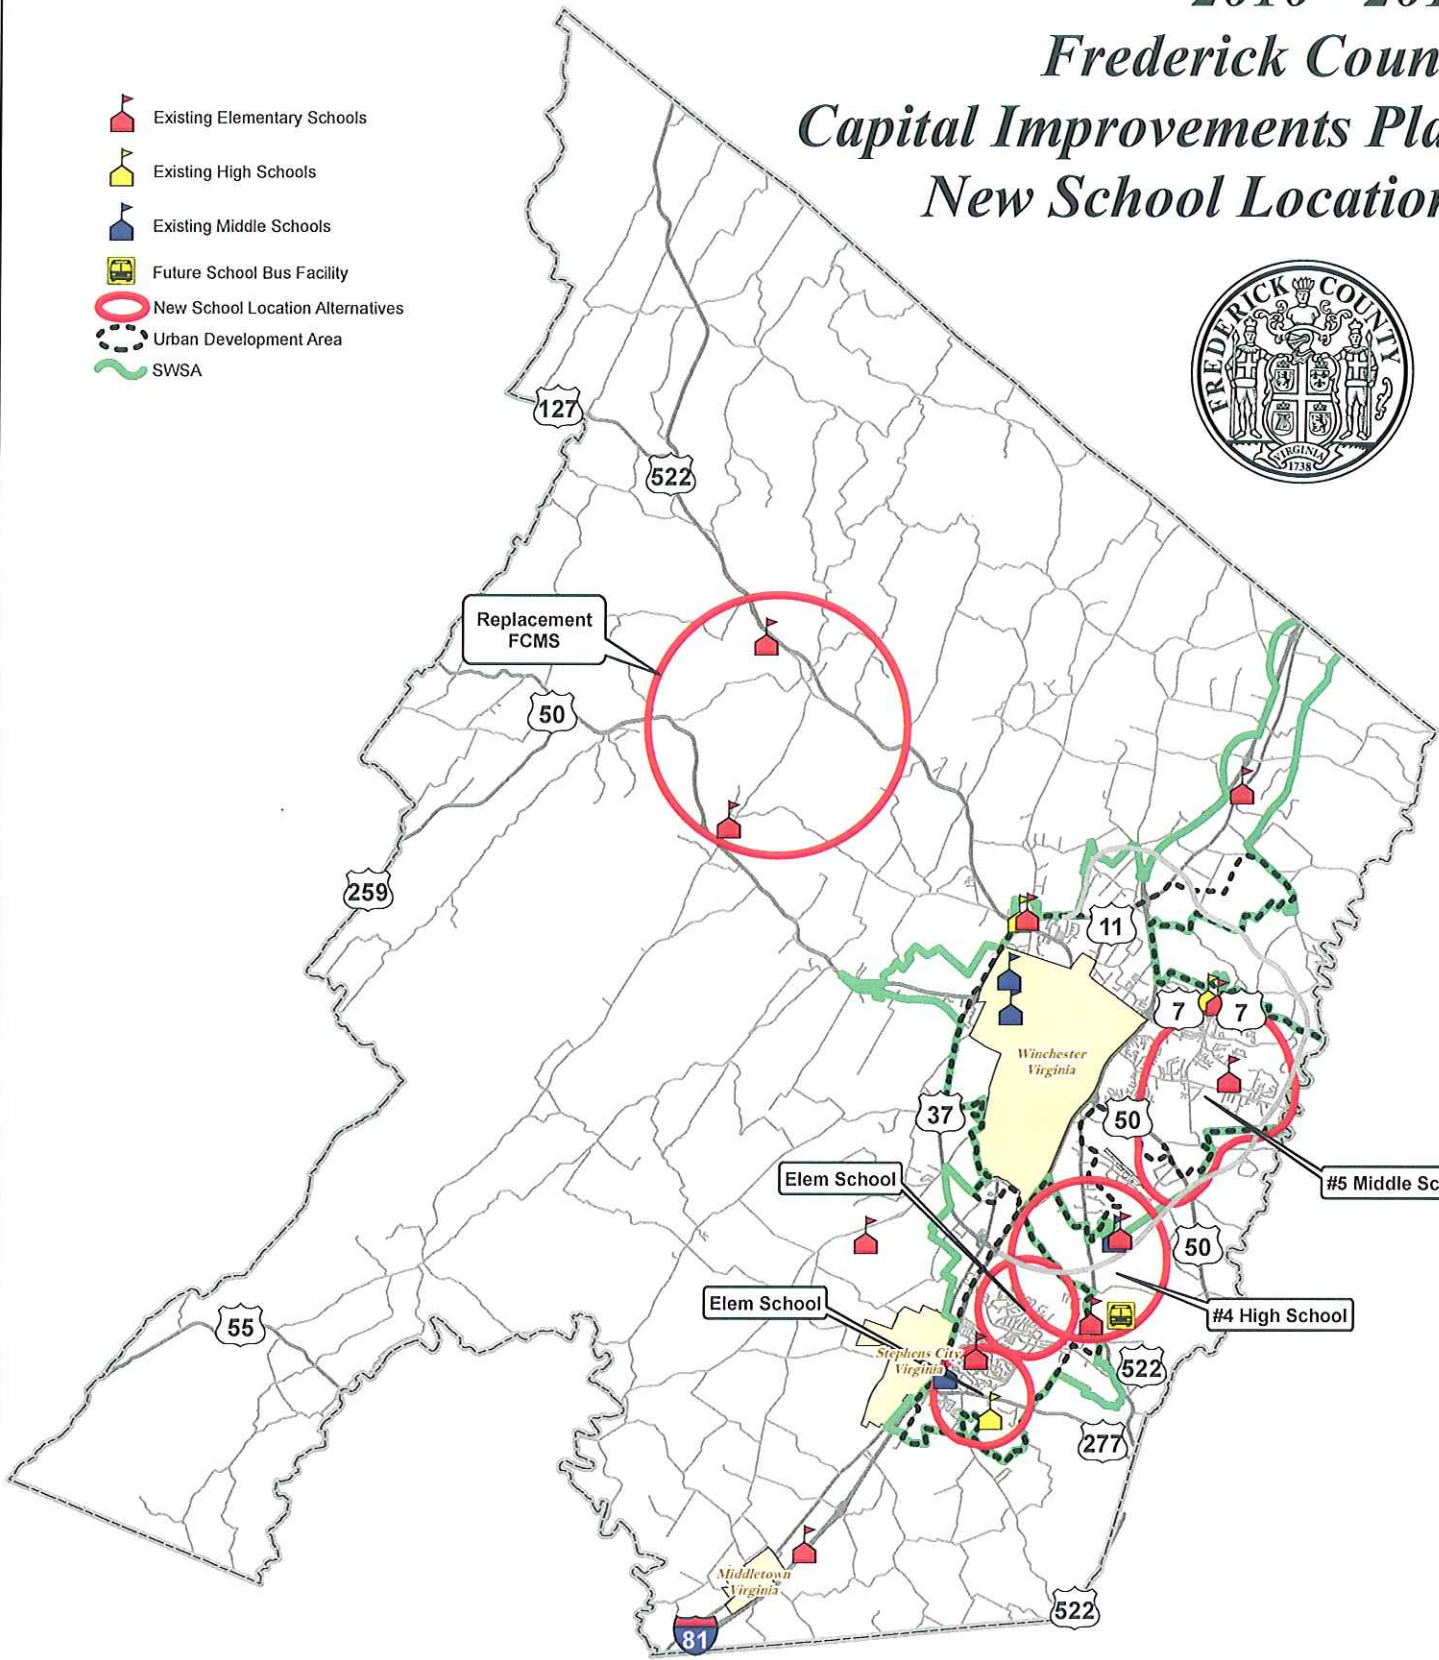 Frederick Coun
Capital Improvements Pla
New School Location
Existing Elementary Schools
Existing High Schools
Existing Middle Schools
Future School Bus Facility
New School Location Alternatives
Urban Development Area
SWSA
FREDERICK COUNTY
VIRGINIA
1738
127
522
Replacement
FCMS
50
259
11
7
7
Winchester
Virginia
37
50
Elem School
#5 Middle Sc
50
Elem School
#4 High School
55
Stephens City
Virginia
522
277
Middletown
Virginia
522
81